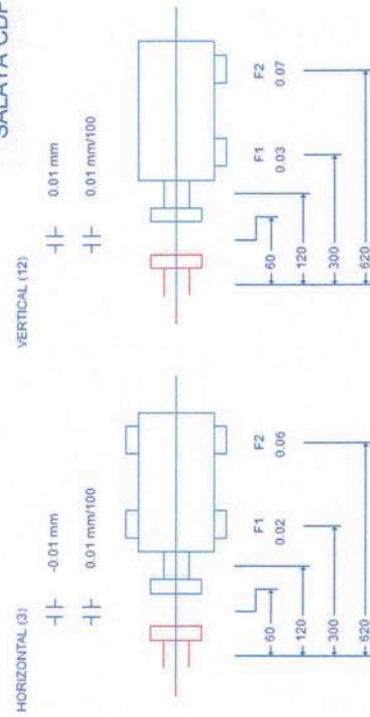 SALAYA CDP
HORIZONTAL (3)
-0.01 mm
0.01 mm/100
F1 F2
0.02 0.06
60
120
300
620
VERTICAL (12)
0.01 mm
0.01 mm/100
F1 F2
0.03 0.07
60
120
300
620